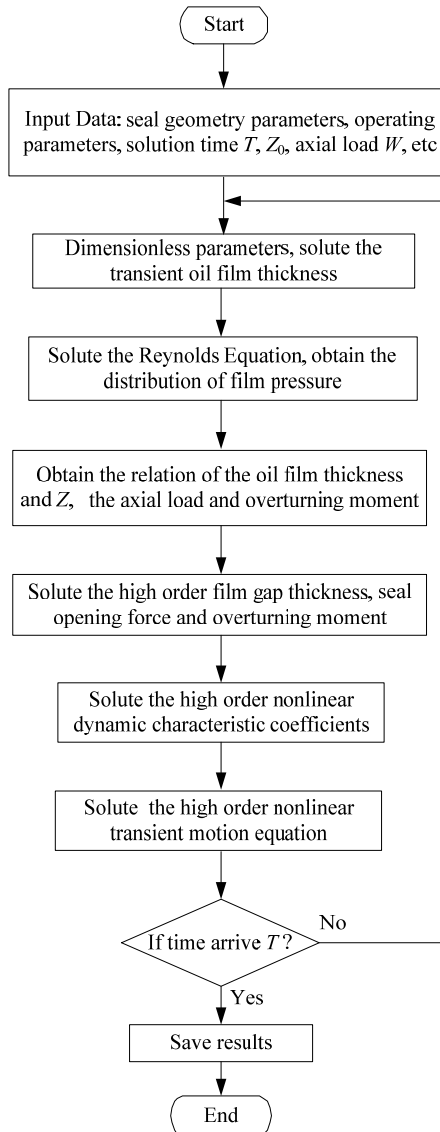 Start
Input Data: seal geometry parameters, operating
parameters, solution time T, Z0, axial load W, etc
Dimensionless parameters, solute the
transient oil film thickness
Solute the Reynolds Equation, obtain the
distribution of film pressure
Obtain the relation of the oil film thickness
and Z, the axial load and overturning moment
Solute the high order film gap thickness, seal
opening force and overturning moment
Solute the high order nonlinear
dynamic characteristic coefficients
Solute the high order nonlinear
transient motion equation
If time arrive T?
No
Yes
Save results
End